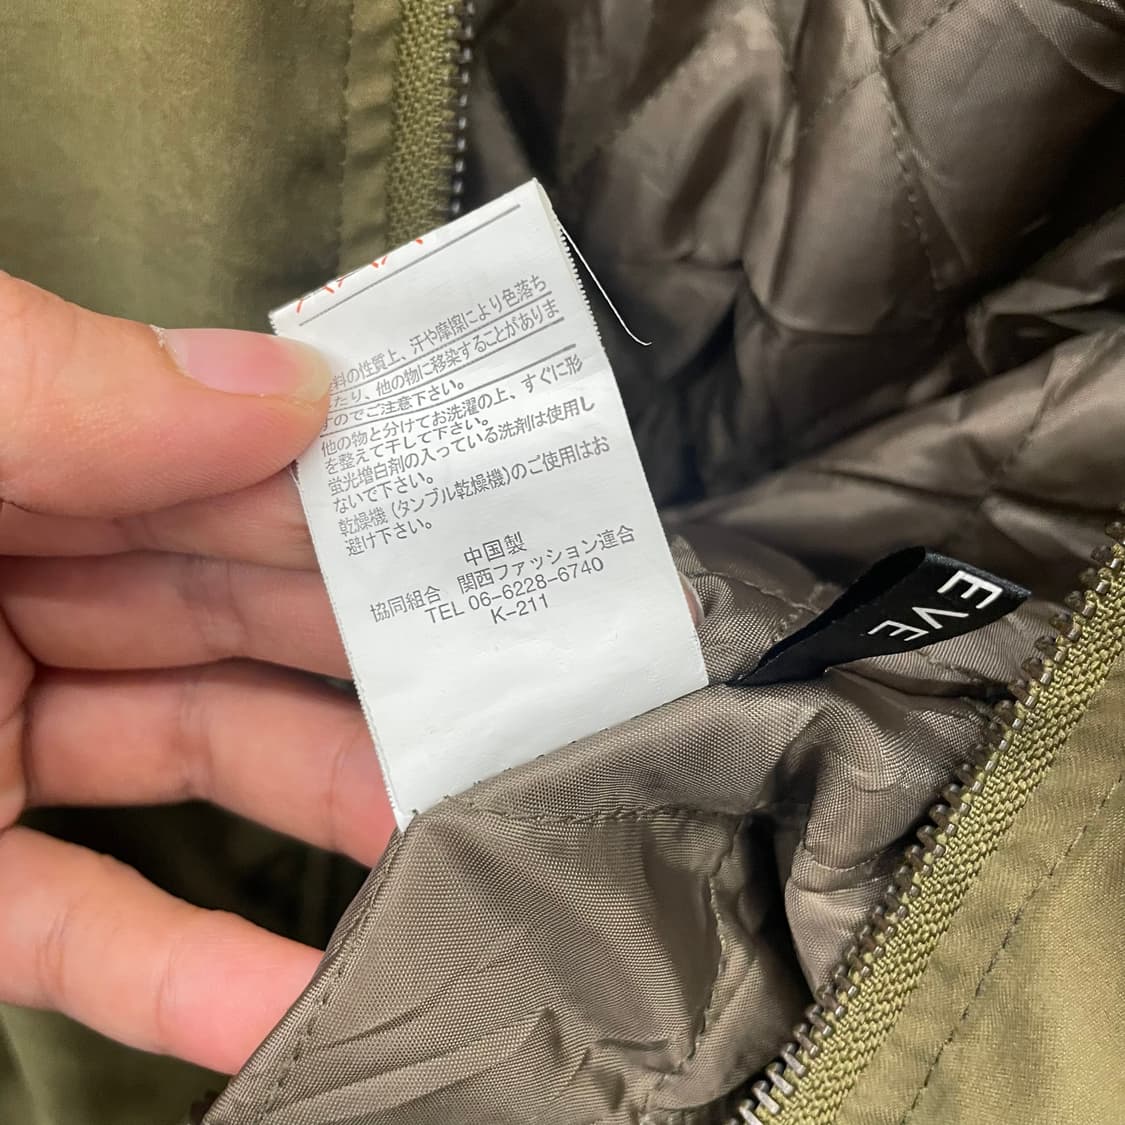 料の性質上、汗や摩擦により色落ち
たり、他の物に移染することがありま
すのでご注意下さい。
他の物と分けてお洗濯の上、すぐに形
を整えて干して下さい。
蛍光増白剤の入っている洗剤は使用し
ないで下さい。
乾燥機(タンブル乾燥機)のご使用はお
避け下さい。
中国製
協同組合 関西ファッション連合
TEL 06-6228-6740
K-211
EVE